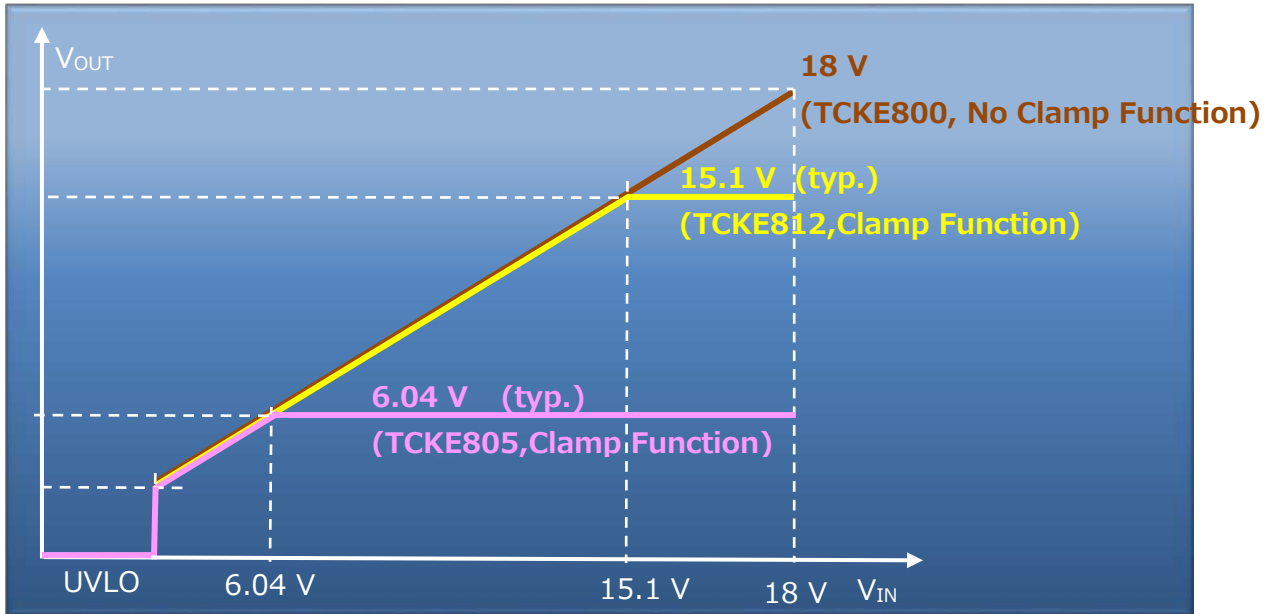 VOUT
18 V
(TCKE800, No Clamp Function)
15.1 V (typ.)
(TCKE812,Clamp Function)
6.04 V (typ.)
(TCKE805,Clamp Function)
UVLO
6.04 V
15.1 V
18 V
VIN